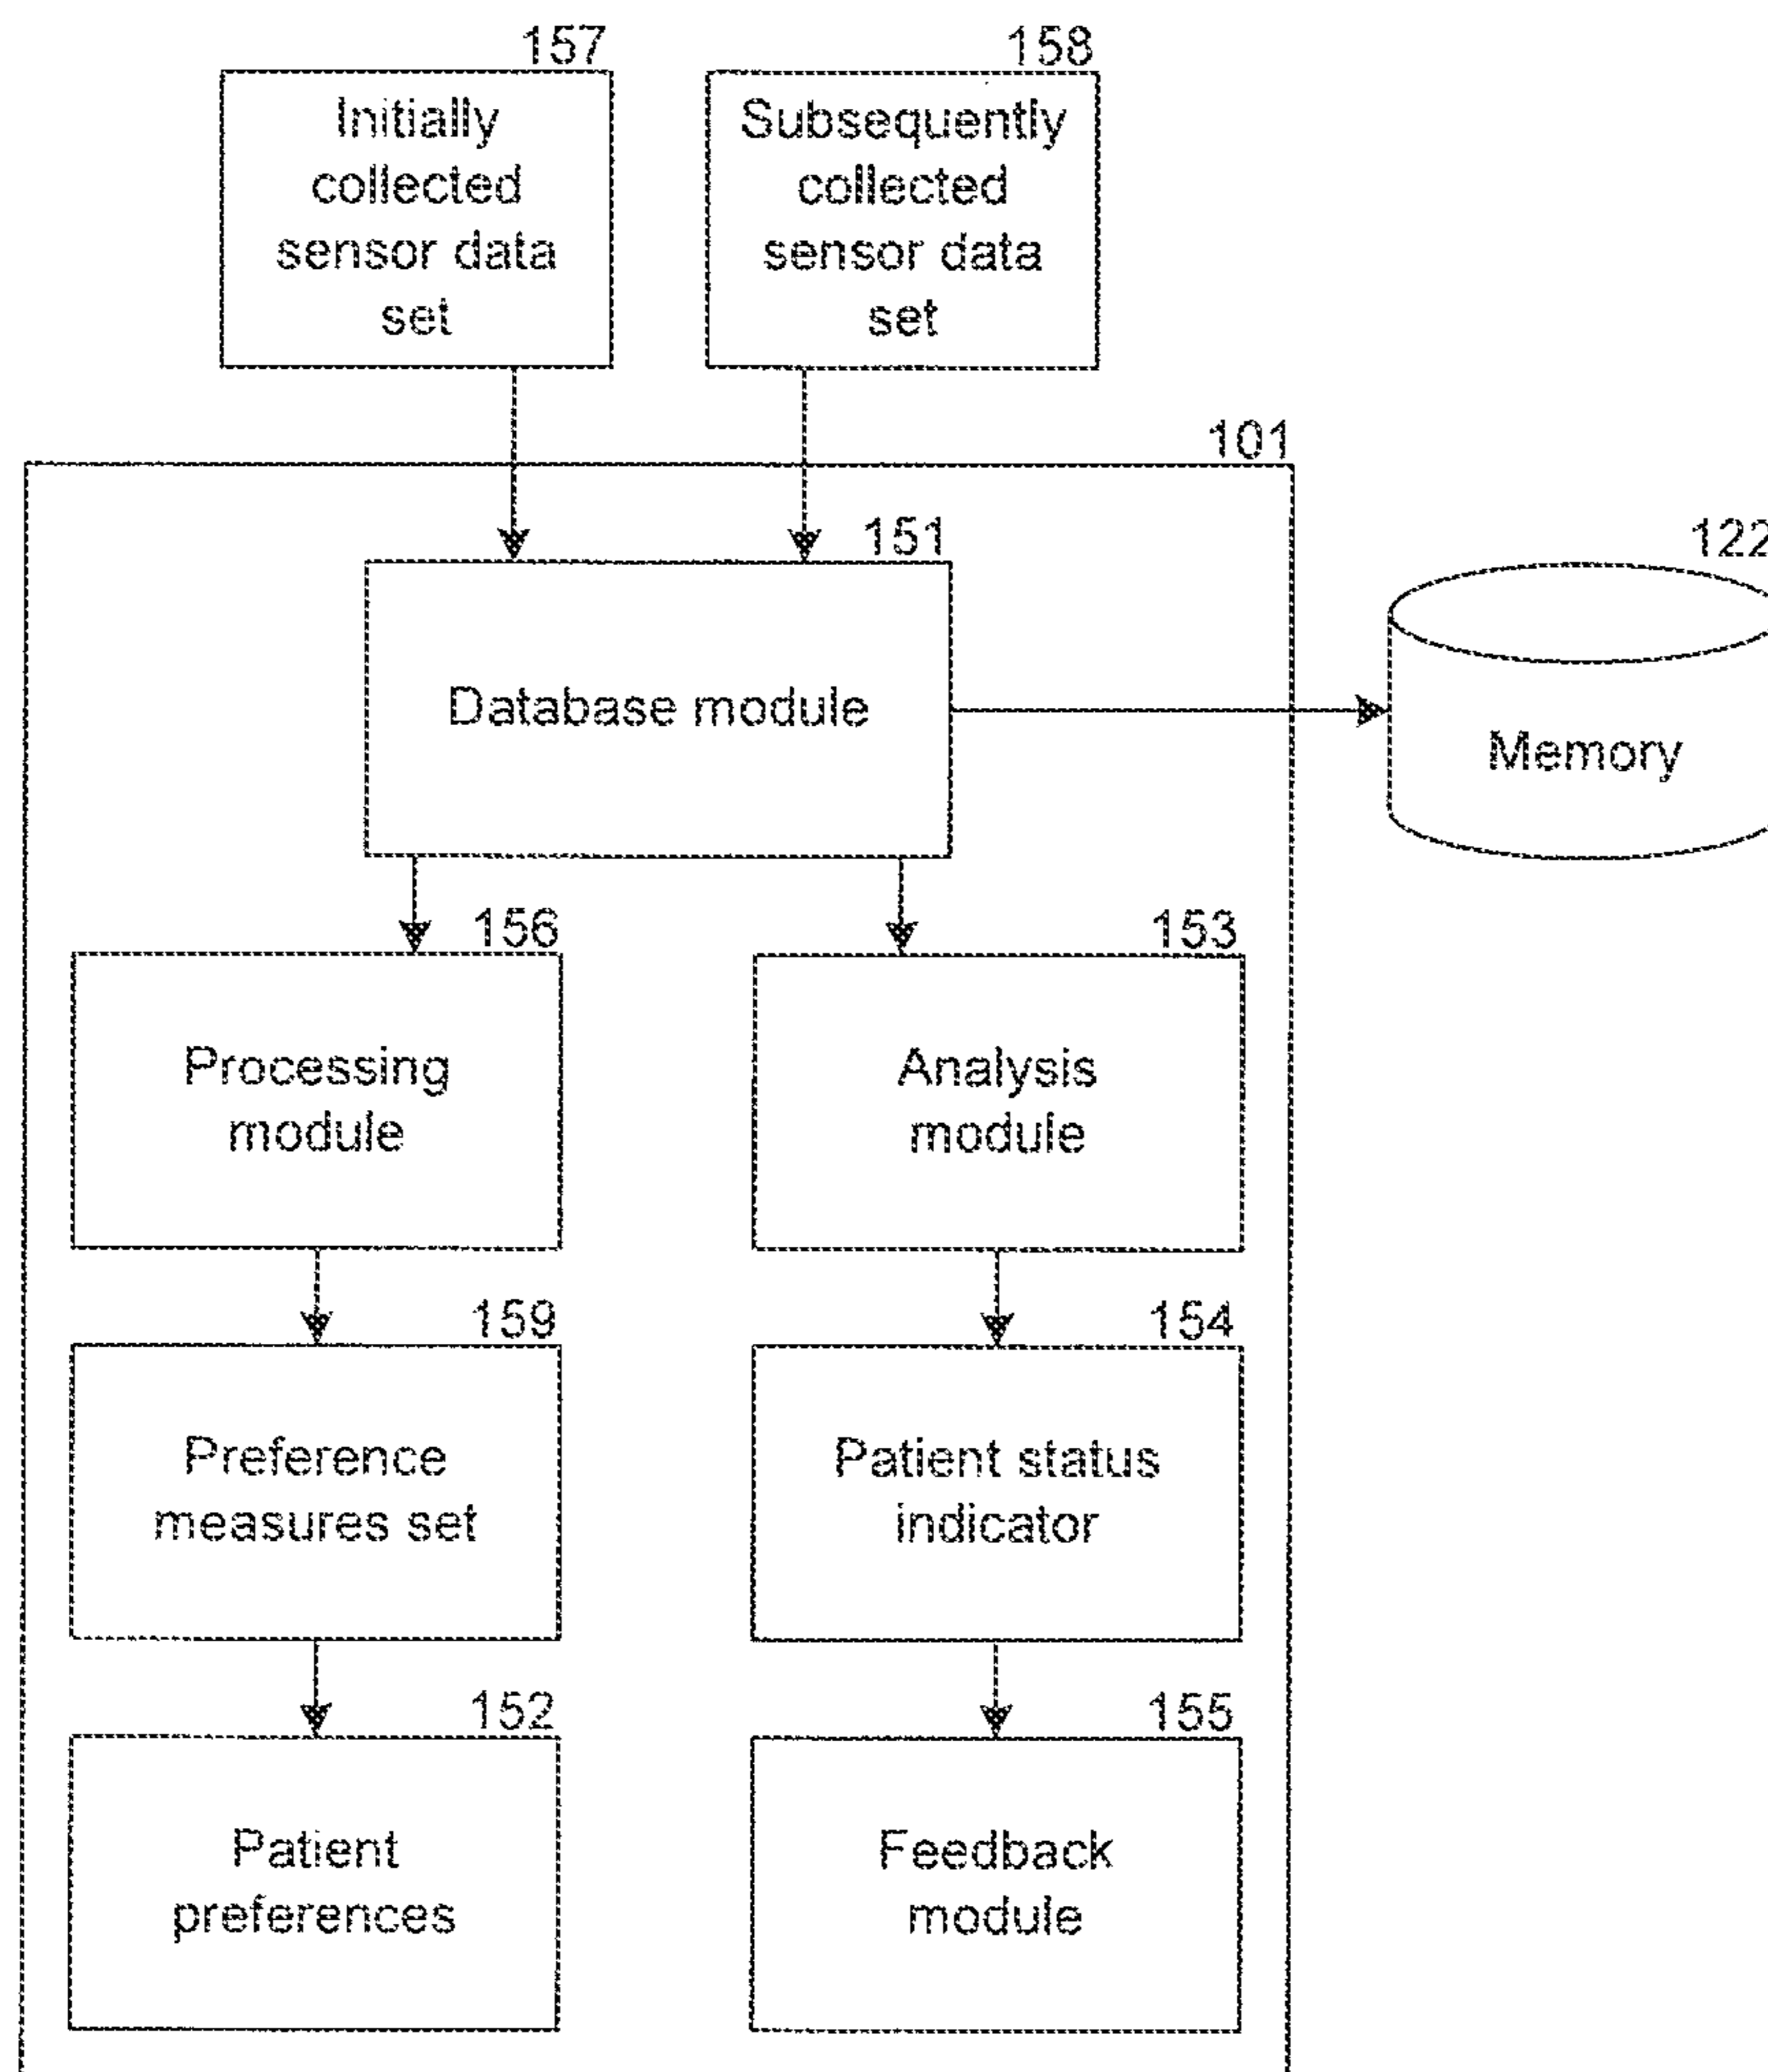 157
Initially
collected
sensor data
set
158
Subsequently
collected
sensor data
set
101
151
Database module
122
Memory
156
Processing
module
153
Analysis
module
159
Preference
measures set
154
Patient status
indicator
152
Patient
preferences
155
Feedback
module